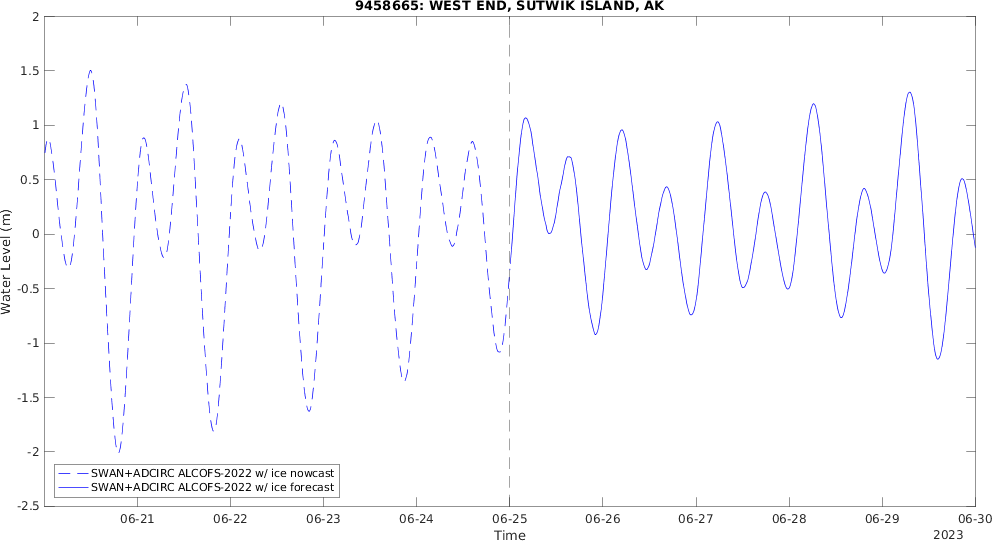 9458665: WEST END, SUTWIK ISLAND, AK
2
1.5
1
0.5
0
-0.5
-1
-1.5
-2
-2.5
Water Level (m)
SWAN+ADCIRC ALCOFS-2022 w/ ice nowcast
SWAN+ADCIRC ALCOFS-2022 w/ ice forecast
06-21 06-22 06-23 06-24 06-25 06-26 06-27 06-28 06-29 06-30
Time
2023